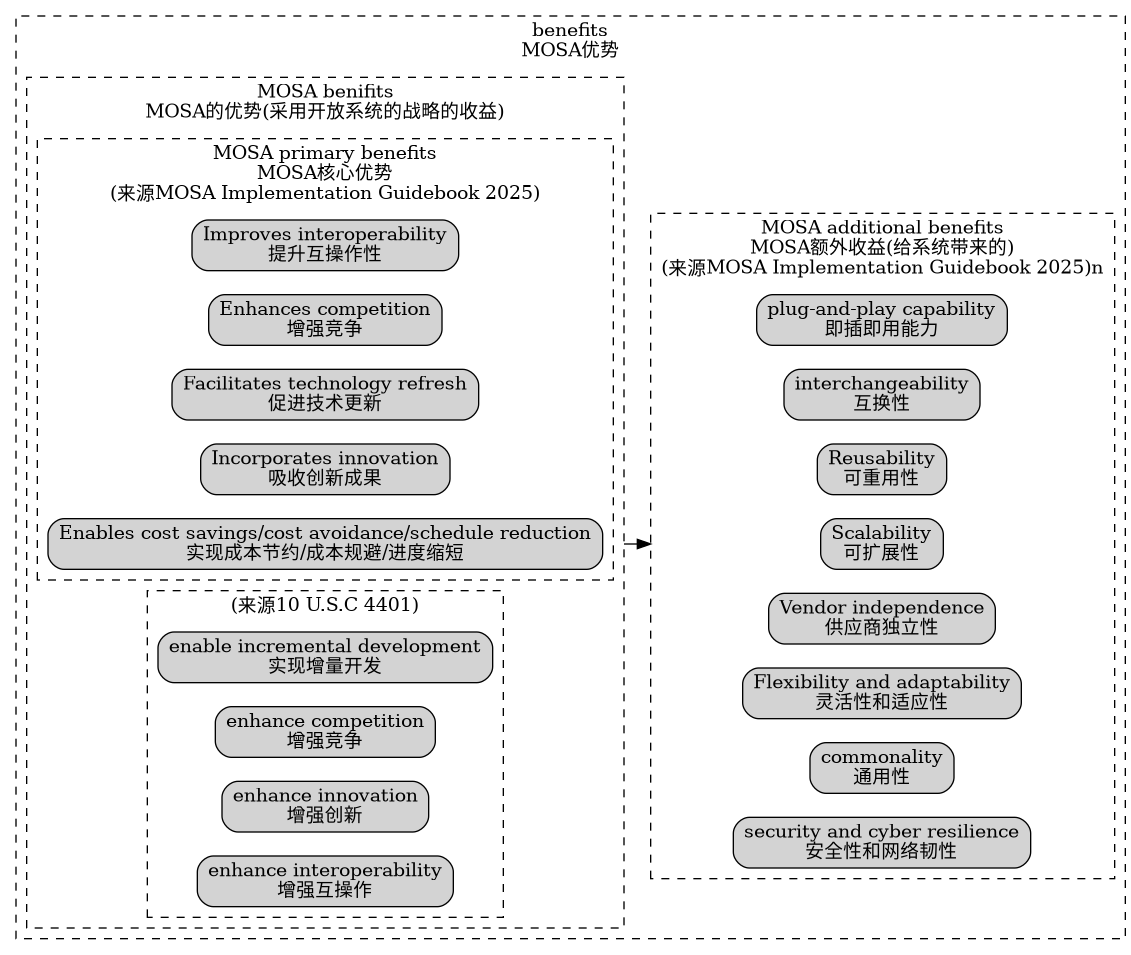 benefits
MOSA优势
MOSA benifits
MOSA的优势(采用开放系统的战略的收益)
MOSA primary benefits
MOSA核心优势
(来源MOSA Implementation Guidebook 2025)
Improves interoperability
提升互操作性
Enhances competition
增强竞争
Facilitates technology refresh
促进技术更新
Incorporates innovation
吸收创新成果
Enables cost savings/cost avoidance/schedule reduction
实现成本节约/成本规避/进度缩短
(来源10 U.S.C 4401)
enable incremental development
实现增量开发
enhance competition
增强竞争
enhance innovation
增强创新
enhance interoperability
增强互操作
MOSA additional benefits
MOSA额外收益(给系统带来的)
(来源MOSA Implementation Guidebook 2025)n
plug-and-play capability
即插即用能力
interchangeability
互换性
Reusability
可重用性
Scalability
可扩展性
Vendor independence
供应商独立性
Flexibility and adaptability
灵活性和适应性
commonality
通用性
security and cyber resilience
安全性和网络韧性